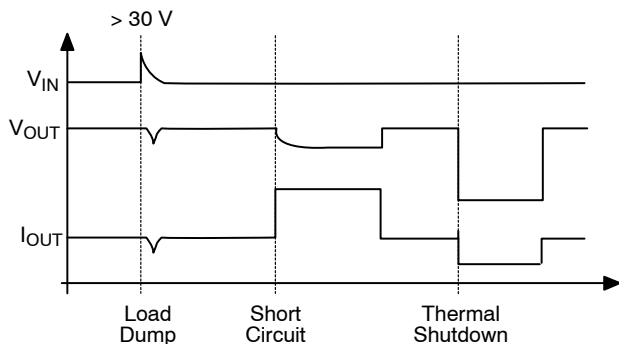 > 30 V
VIN
VOUT
IOUT
Load
Dump
Short
Circuit
Thermal
Shutdown